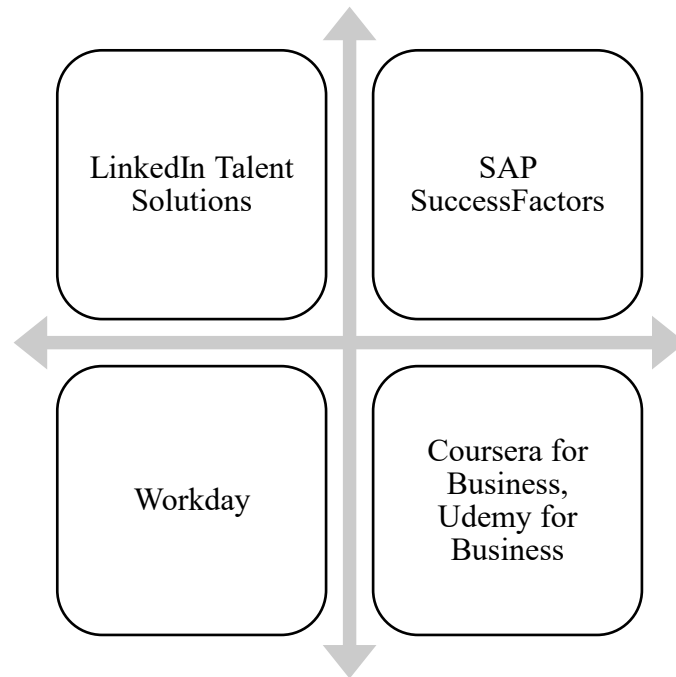 LinkedIn Talent
Solutions
SAP
SuccessFactors
Workday
Coursera for
Business,
Udemy for
Business